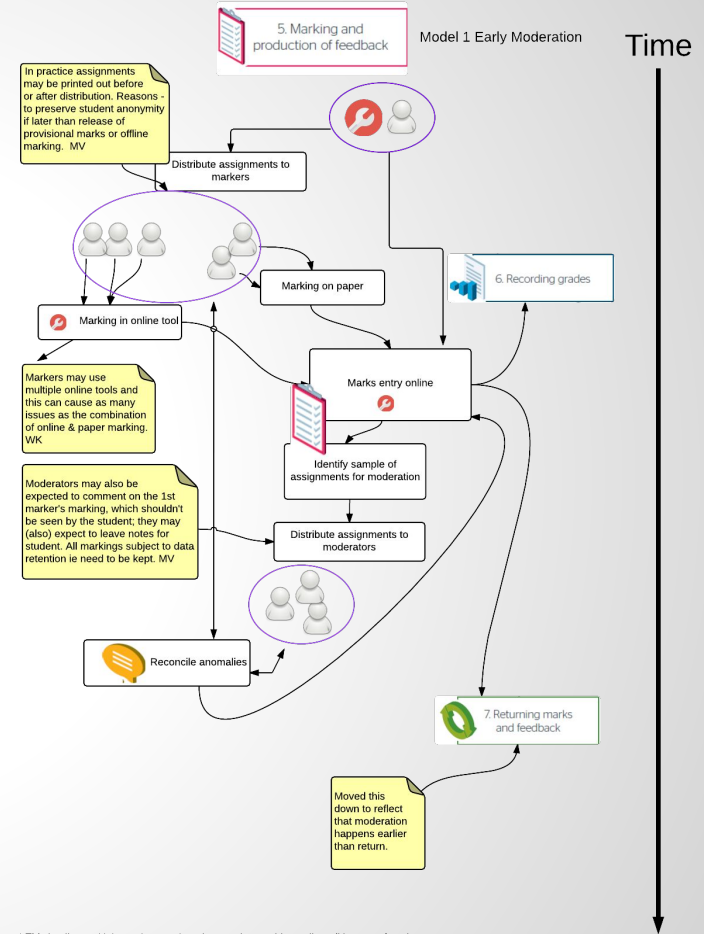 5. Marking and
production of feedback
Model 1 Early Moderation
Time
In practice assignments
may be printed out before
or after distribution. Reasons -
to preserve student anonymity
if later than release of
provisional marks or offline
marking. MV
Distribute assignments to
markers
Marking on paper
6. Recording grades
Marking in online tool
Marks entry online
Markers may use
multiple online tools and
this can cause as many
issues as the combination
of online & paper marking.
WK
Identify sample of
assignments for moderation
Moderators may also be
expected to comment on the 1st
marker's marking, which shouldn't
be seen by the student; they may
(also) expect to leave notes for
student. All markings subject to data
retention ie need to be kept. MV
Distribute assignments to
moderators
Reconcile anomalies
7. Returning marks
and feedback
Moved this
down to reflect
that moderation
happens earlier
than return.